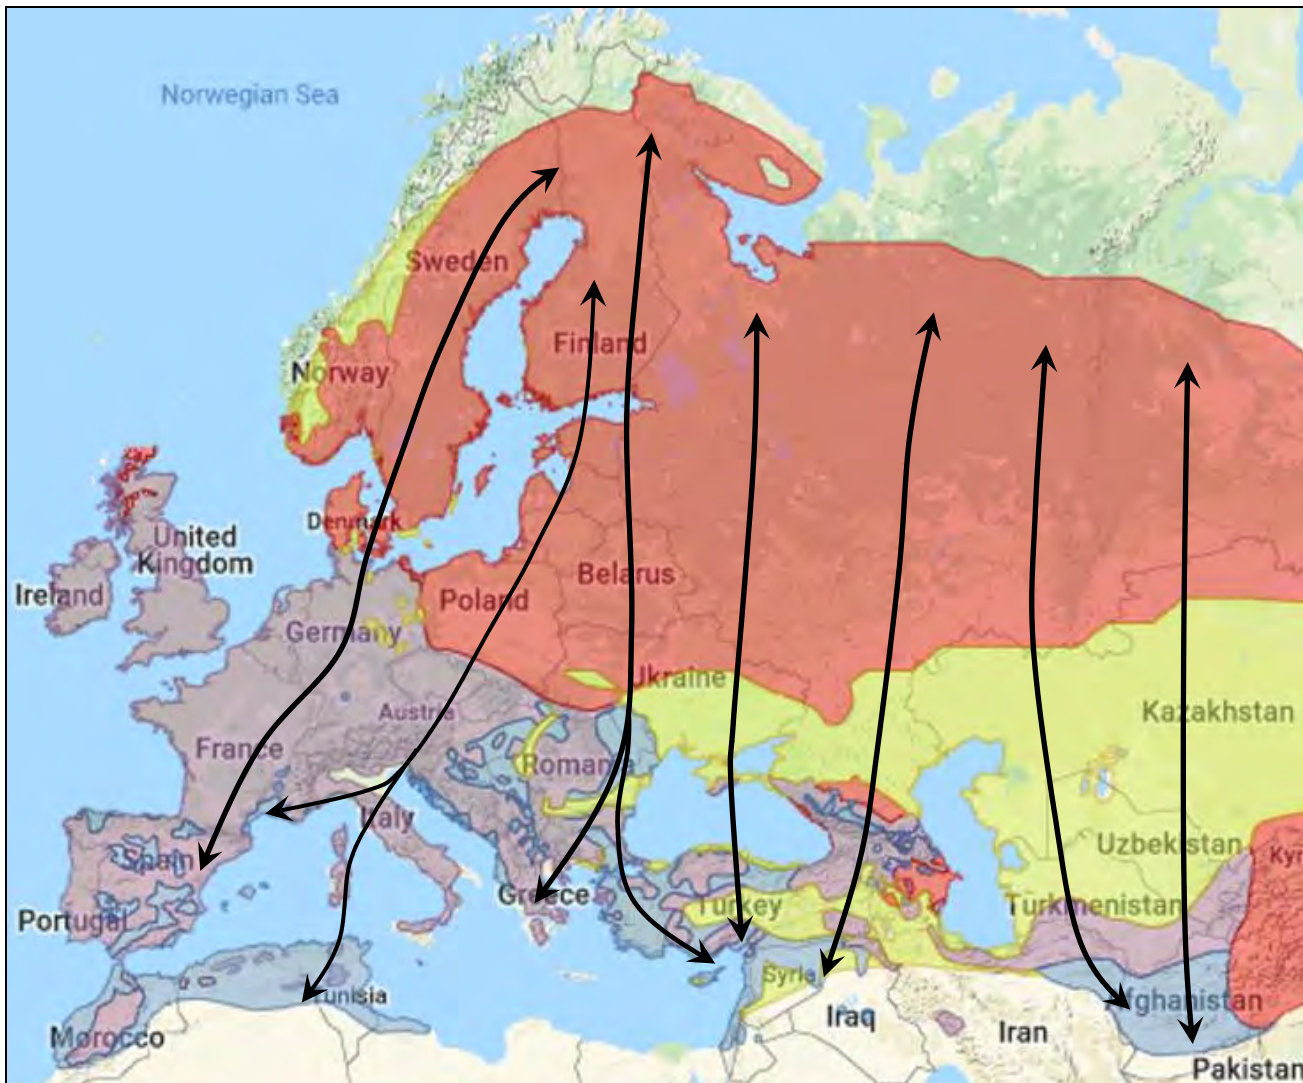 Norwegian Sea
Sweden
Finland
Norway
Denmark
United
Kingdom
Ireland
Belarus
Poland
Germany
Ukraine
Austria
Kazakhstan
France
Romania
Italy
Uzbekistan
Spain
Kyr
Greece
Turkey
Turkmenistan
Portugal
Syria
Tunisia
Afghanistan
Iraq
Iran
Morocco
Pakistan